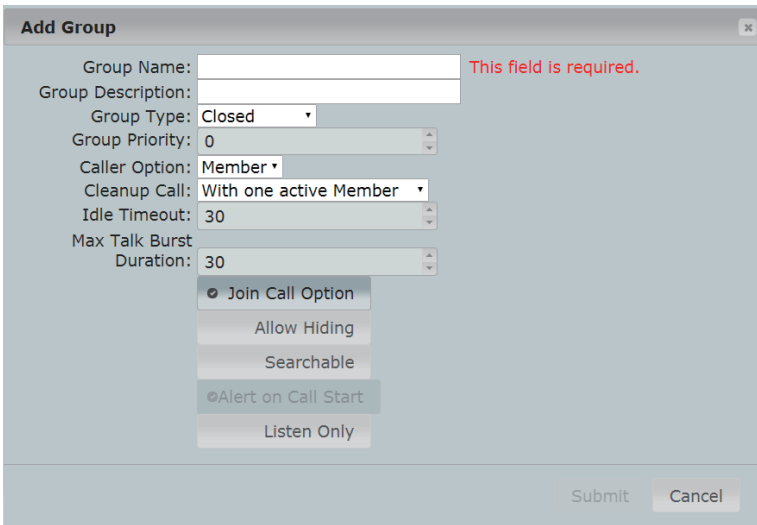 Add Group
Group Name: This field is required.
Group Description:
Group Type: Closed
Group Priority: 0
Caller Option: Member
Cleanup Call: With one active Member
Idle Timeout: 30
Max Talk Burst
Duration: 30
Join Call Option
Allow Hiding
Searchable
Alert on Call Start
Listen Only
Submit Cancel